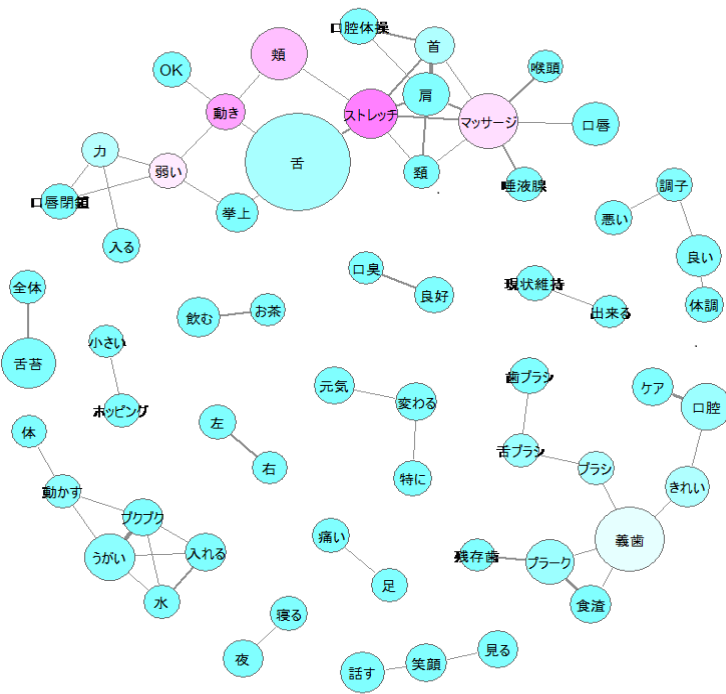 口腔体操
首
頬
OK
喉頭
肩
動き
ストレッチ
マッサージ
口唇
力
舌
弱い
頚
唾液腺
調子
口唇閉鎖
挙上
悪い
入る
良い
口臭
全体
現状維持
良好
体調
お茶
飲む
出来る
小さい
舌苔
歯ブラシ
元気
ケア
変わる
口腔
ホッピング
左
体
舌ブラシ
右
ブラシ
特に
きれい
動かす
ブクブク
痛い
義歯
うがい
入れる
残存歯
プラーク
足
水
食渣
寝る
見る
夜
笑顔
話す